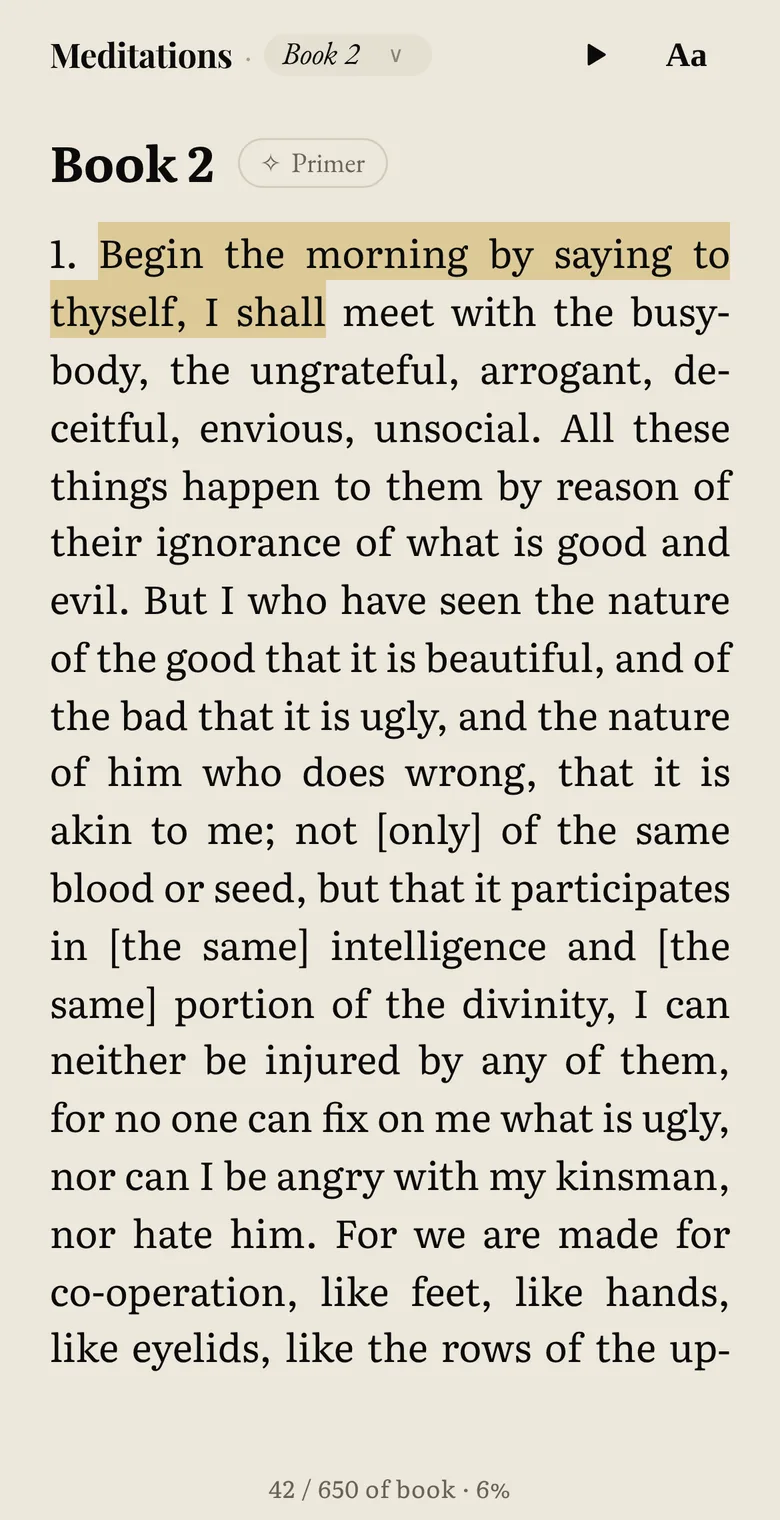 Meditations · Book 2 ∨ Aa
Book 2 ✧ Primer
1. Begin the morning by saying to
thyself, I shall meet with the busy-
body, the ungrateful, arrogant, de-
ceitful, envious, unsocial. All these
things happen to them by reason of
their ignorance of what is good and
evil. But I who have seen the nature
of the good that it is beautiful, and of
the bad that it is ugly, and the nature
of him who does wrong, that it is
akin to me; not [only] of the same
blood or seed, but that it participates
in [the same] intelligence and [the
same] portion of the divinity, I can
neither be injured by any of them,
for no one can fix on me what is ugly,
nor can I be angry with my kinsman,
nor hate him. For we are made for
co-operation, like feet, like hands,
like eyelids, like the rows of the up-
42 / 650 of book · 6%